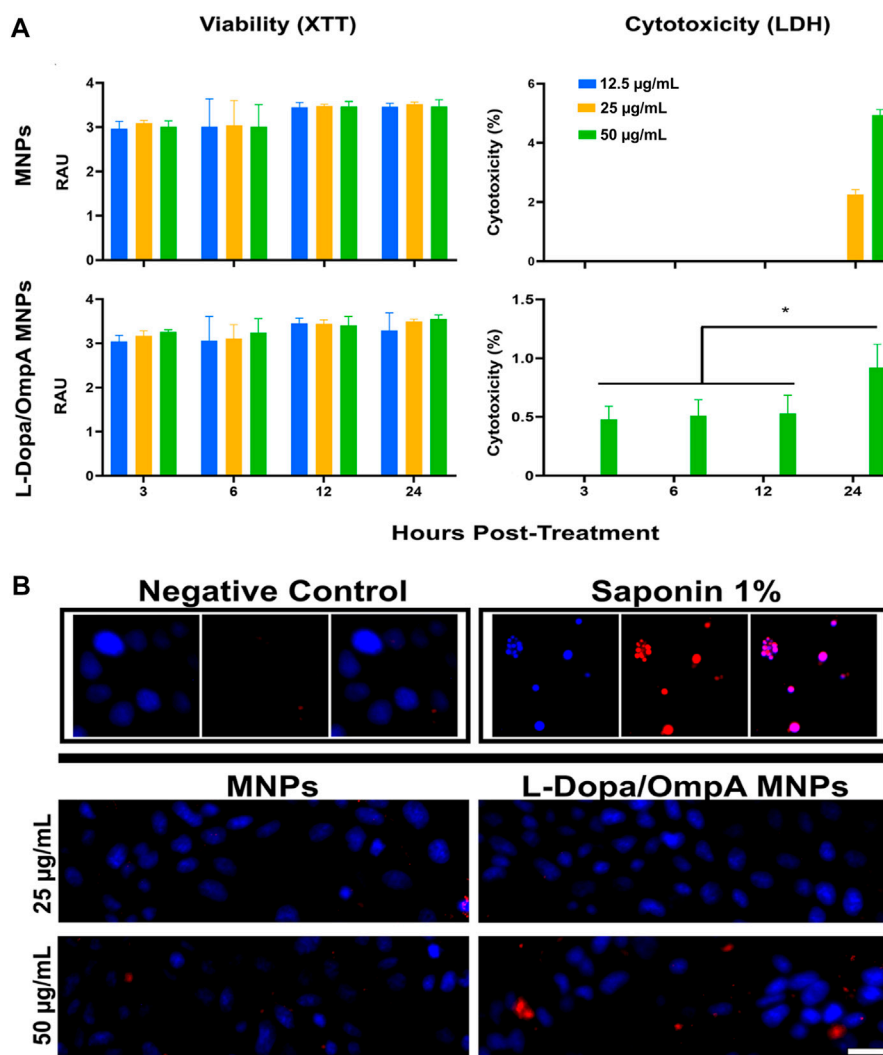 A
Viability (XTT)
Cytotoxicity (LDH)
MNPs
RAU
4
3
2
1
0
Cytotoxicity (%)
6
4
2
0
12.5 µg/mL
25 µg/mL
50 µg/mL
L-Dopa/OmpA MNPs
RAU
4
3
2
1
0
3
6
12
24
Cytotoxicity (%)
1.5
1.0
0.5
0
*
3
6
12
24
Hours Post-Treatment
B
Negative Control
Saponin 1%
MNPs
L-Dopa/OmpA MNPs
25 µg/mL
50 µg/mL